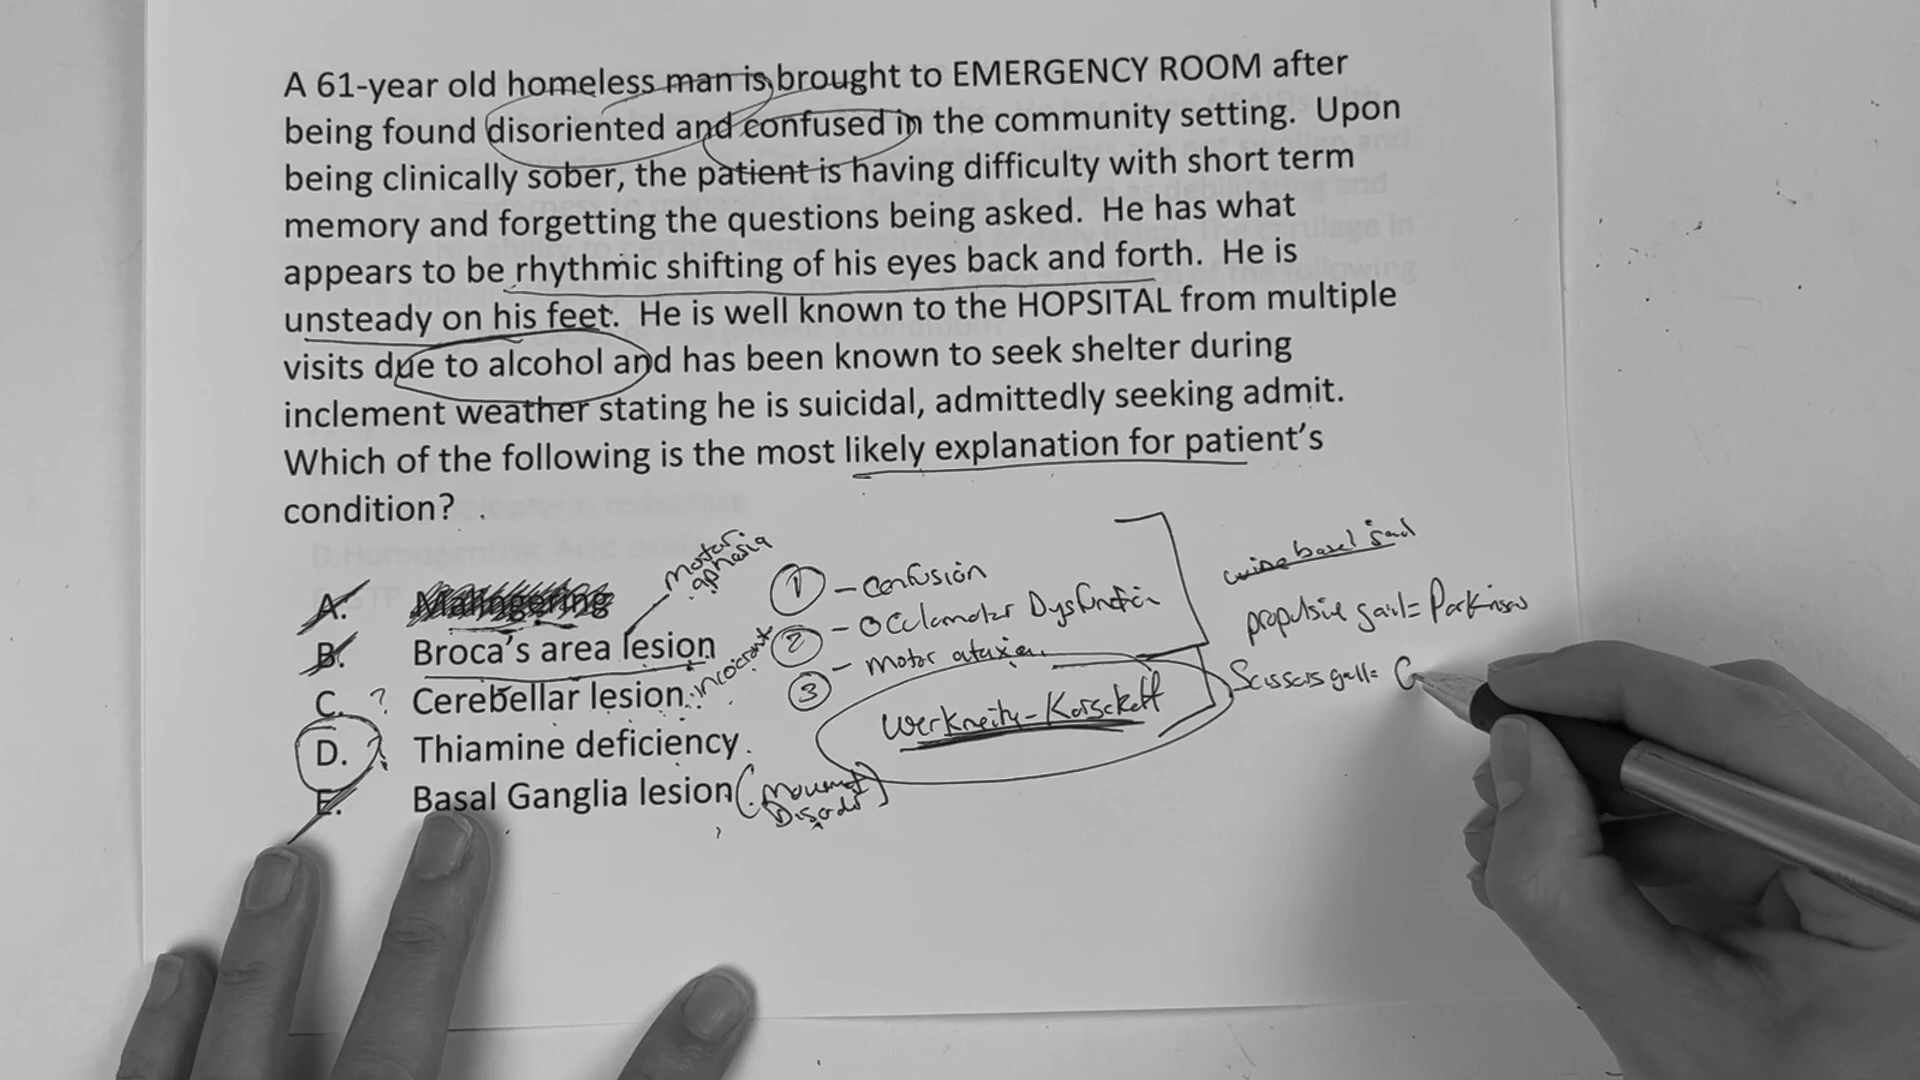 A 61-year old homeless man is brought to EMERGENCY ROOM after
being found disoriented and confused in the community setting. Upon
being clinically sober, the patient is having difficulty with short term
memory and forgetting the questions being asked. He has what
appears to be rhythmic shifting of his eyes back and forth. He is
unsteady on his feet. He is well known to the HOPSITAL from multiple
visits due to alcohol and has been known to seek shelter during
inclement weather stating he is suicidal, admittedly seeking admit.
Which of the following is the most likely explanation for patient's
condition?
A. Malingering
motor aphasia
B. Broca's area lesion
C. ? Cerebellar lesion
D. ? Thiamine deficiency.
E. Basal Ganglia lesion (
1 - confusion
2 - Occulomotor Dysfunction
3 - motor ataxia
Wide based
propulsive gait = Parkinsons